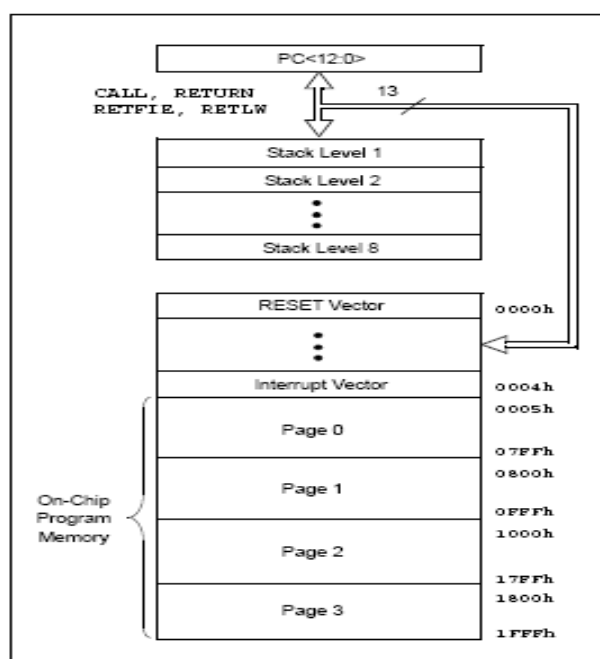 PC<12:0>
CALL, RETURN
RETFIE, RETLW
13
Stack Level 1
Stack Level 2
Stack Level 8
RESET Vector
0000h
Interrupt Vector
0004h
0005h
Page 0
07FFh
0800h
Page 1
0FFFh
On-Chip
Program
Memory
1000h
Page 2
17FFh
1800h
Page 3
1FFFh